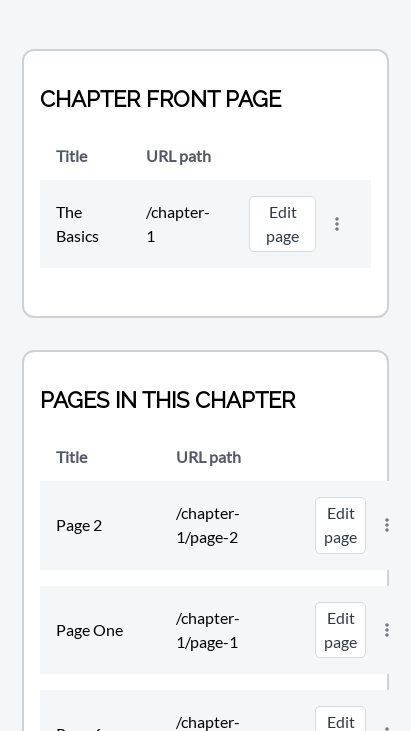 CHAPTER FRONT PAGE
Title URL path
The Basics /chapter-1 Edit page
PAGES IN THIS CHAPTER
Title URL path
Page 2 /chapter-1/page-2 Edit page
Page One /chapter-1/page-1 Edit page
/chapter- Edit